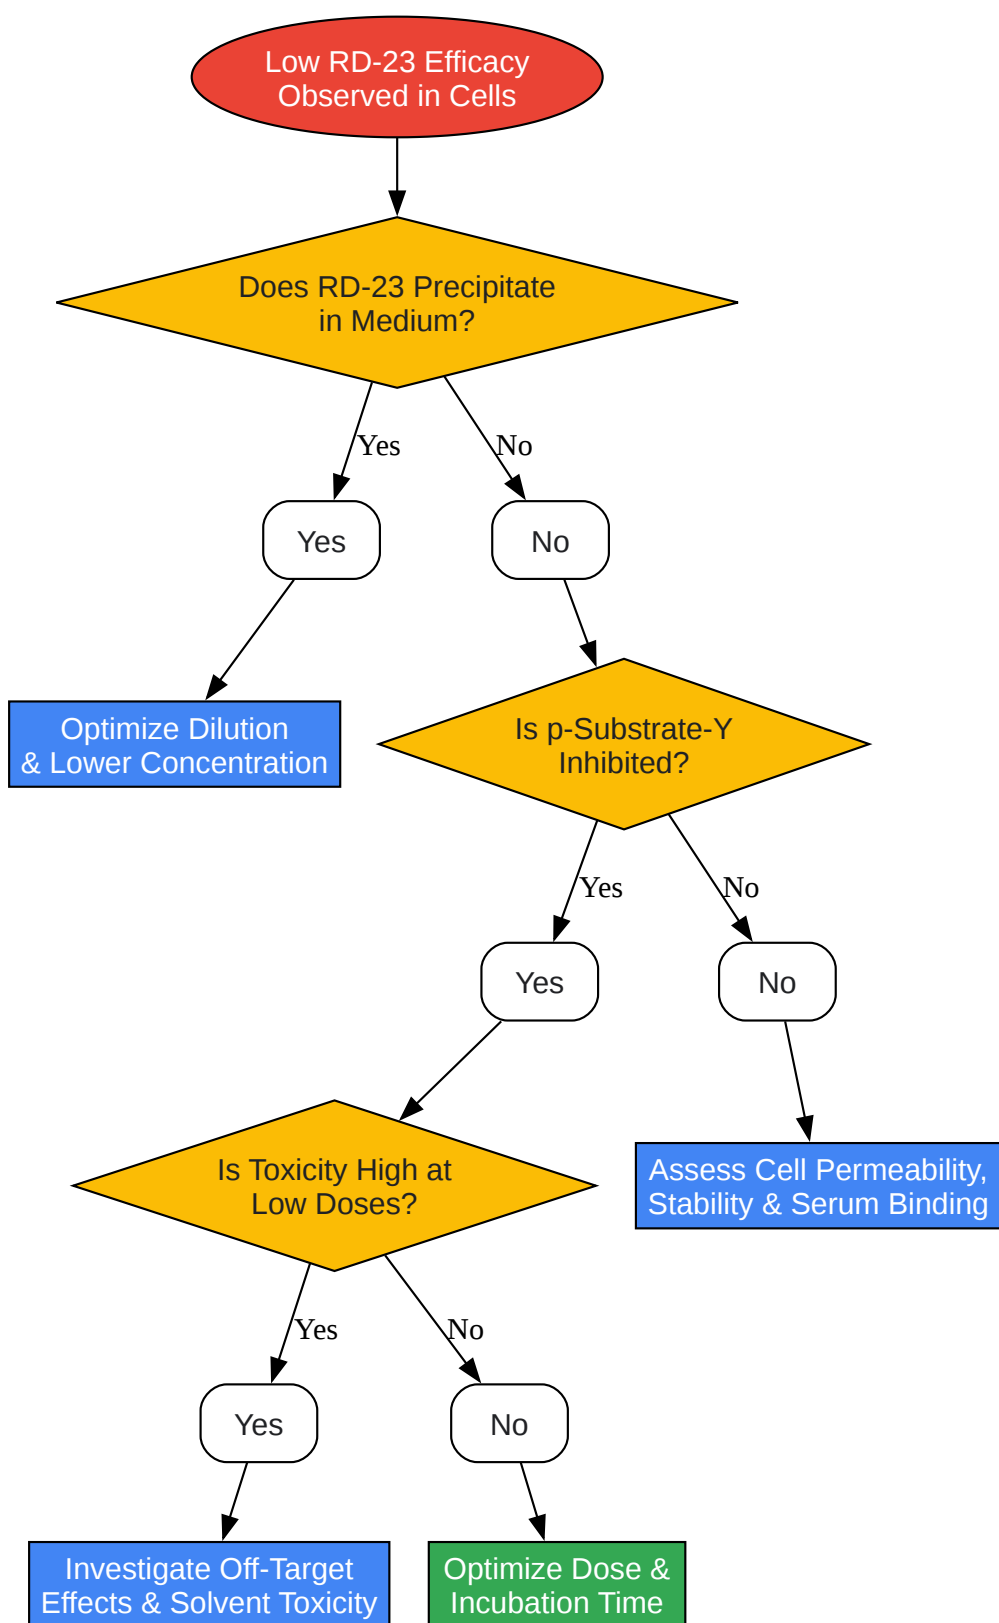 Low RD-23 Efficacy
Observed in Cells
Does RD-23 Precipitate
in Medium?
Yes
No
Yes
No
Optimize Dilution
& Lower Concentration
Is p-Substrate-Y
Inhibited?
Yes
No
Yes
No
Is Toxicity High at
Low Doses?
Assess Cell Permeability,
Stability & Serum Binding
Yes
No
Yes
No
Investigate Off-Target
Effects & Solvent Toxicity
Optimize Dose &
Incubation Time